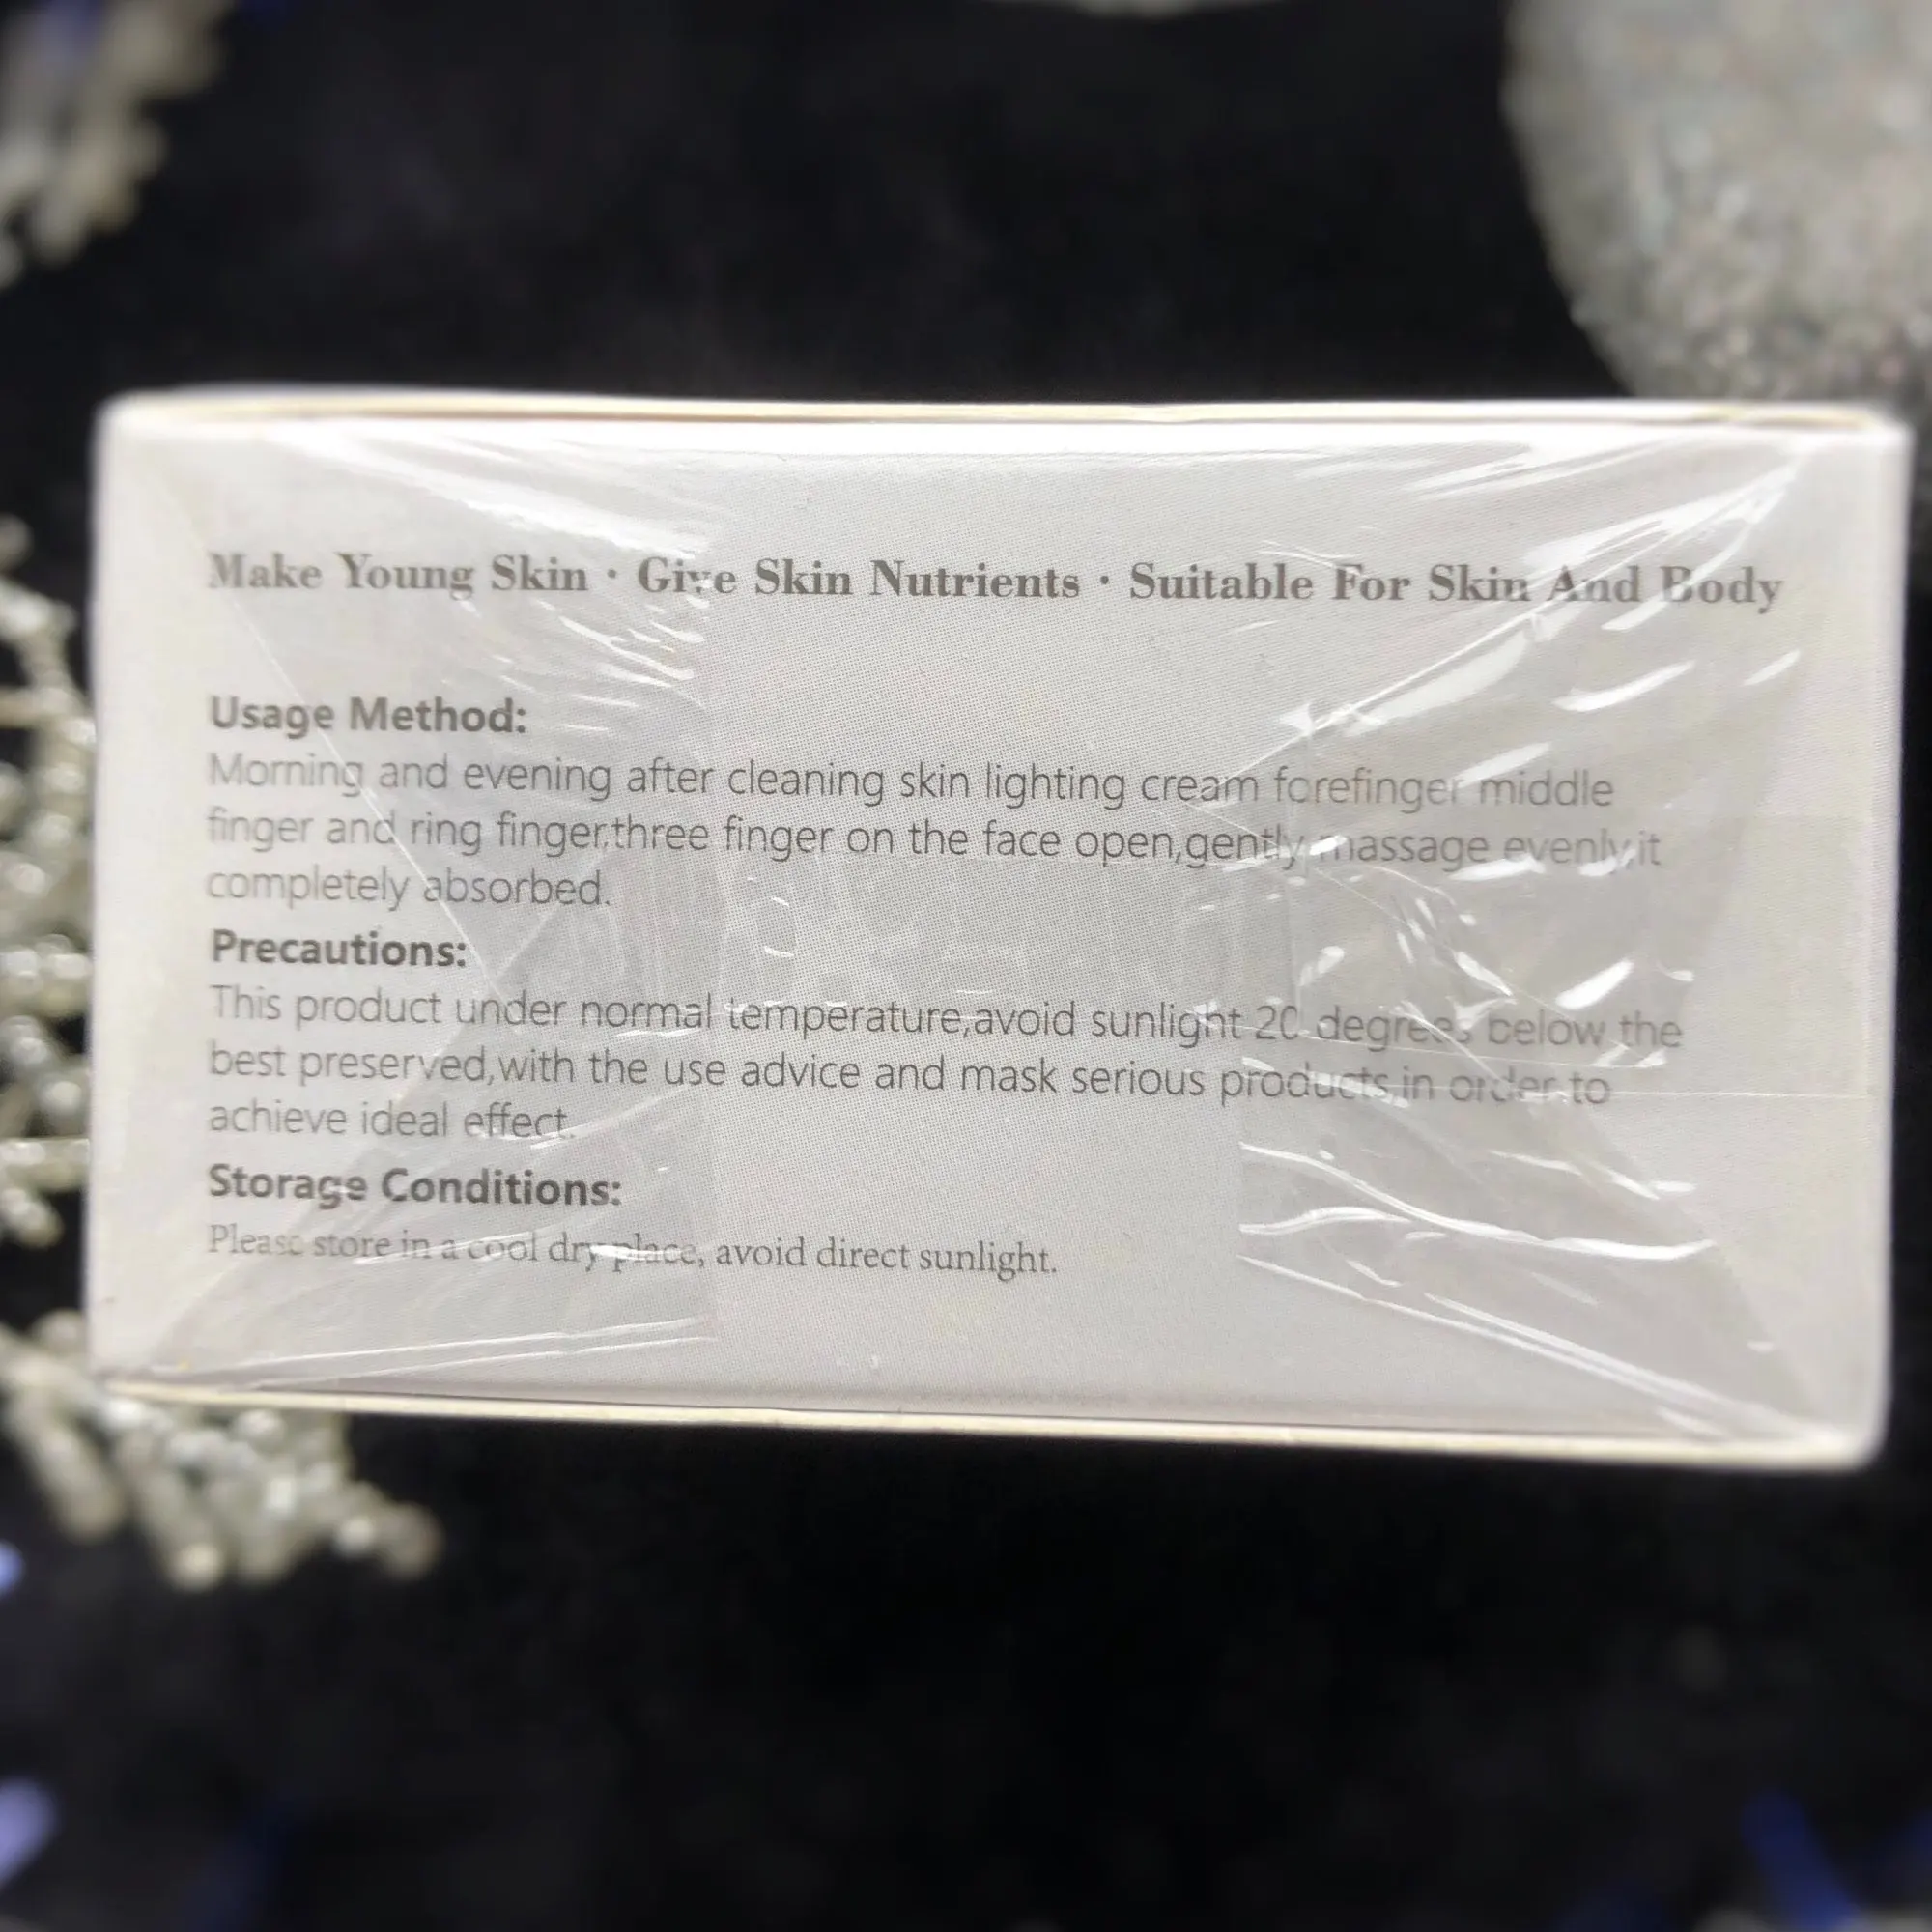 Make Young Skin · Give Skin Nutrients · Suitable For Skin And Body
Usage Method:
Morning and evening after cleaning skin lighting cream forefinger middle
finger and ring finger,three finger on the face open,gently massage evenly,it
completely absorbed.
Precautions:
This product under normal temperature,avoid sunlight 20 degrees below the
best preserved,with the use advice and mask serious products,in order to
achieve ideal effect.
Storage Conditions:
Please store in a cool dry place, avoid direct sunlight.